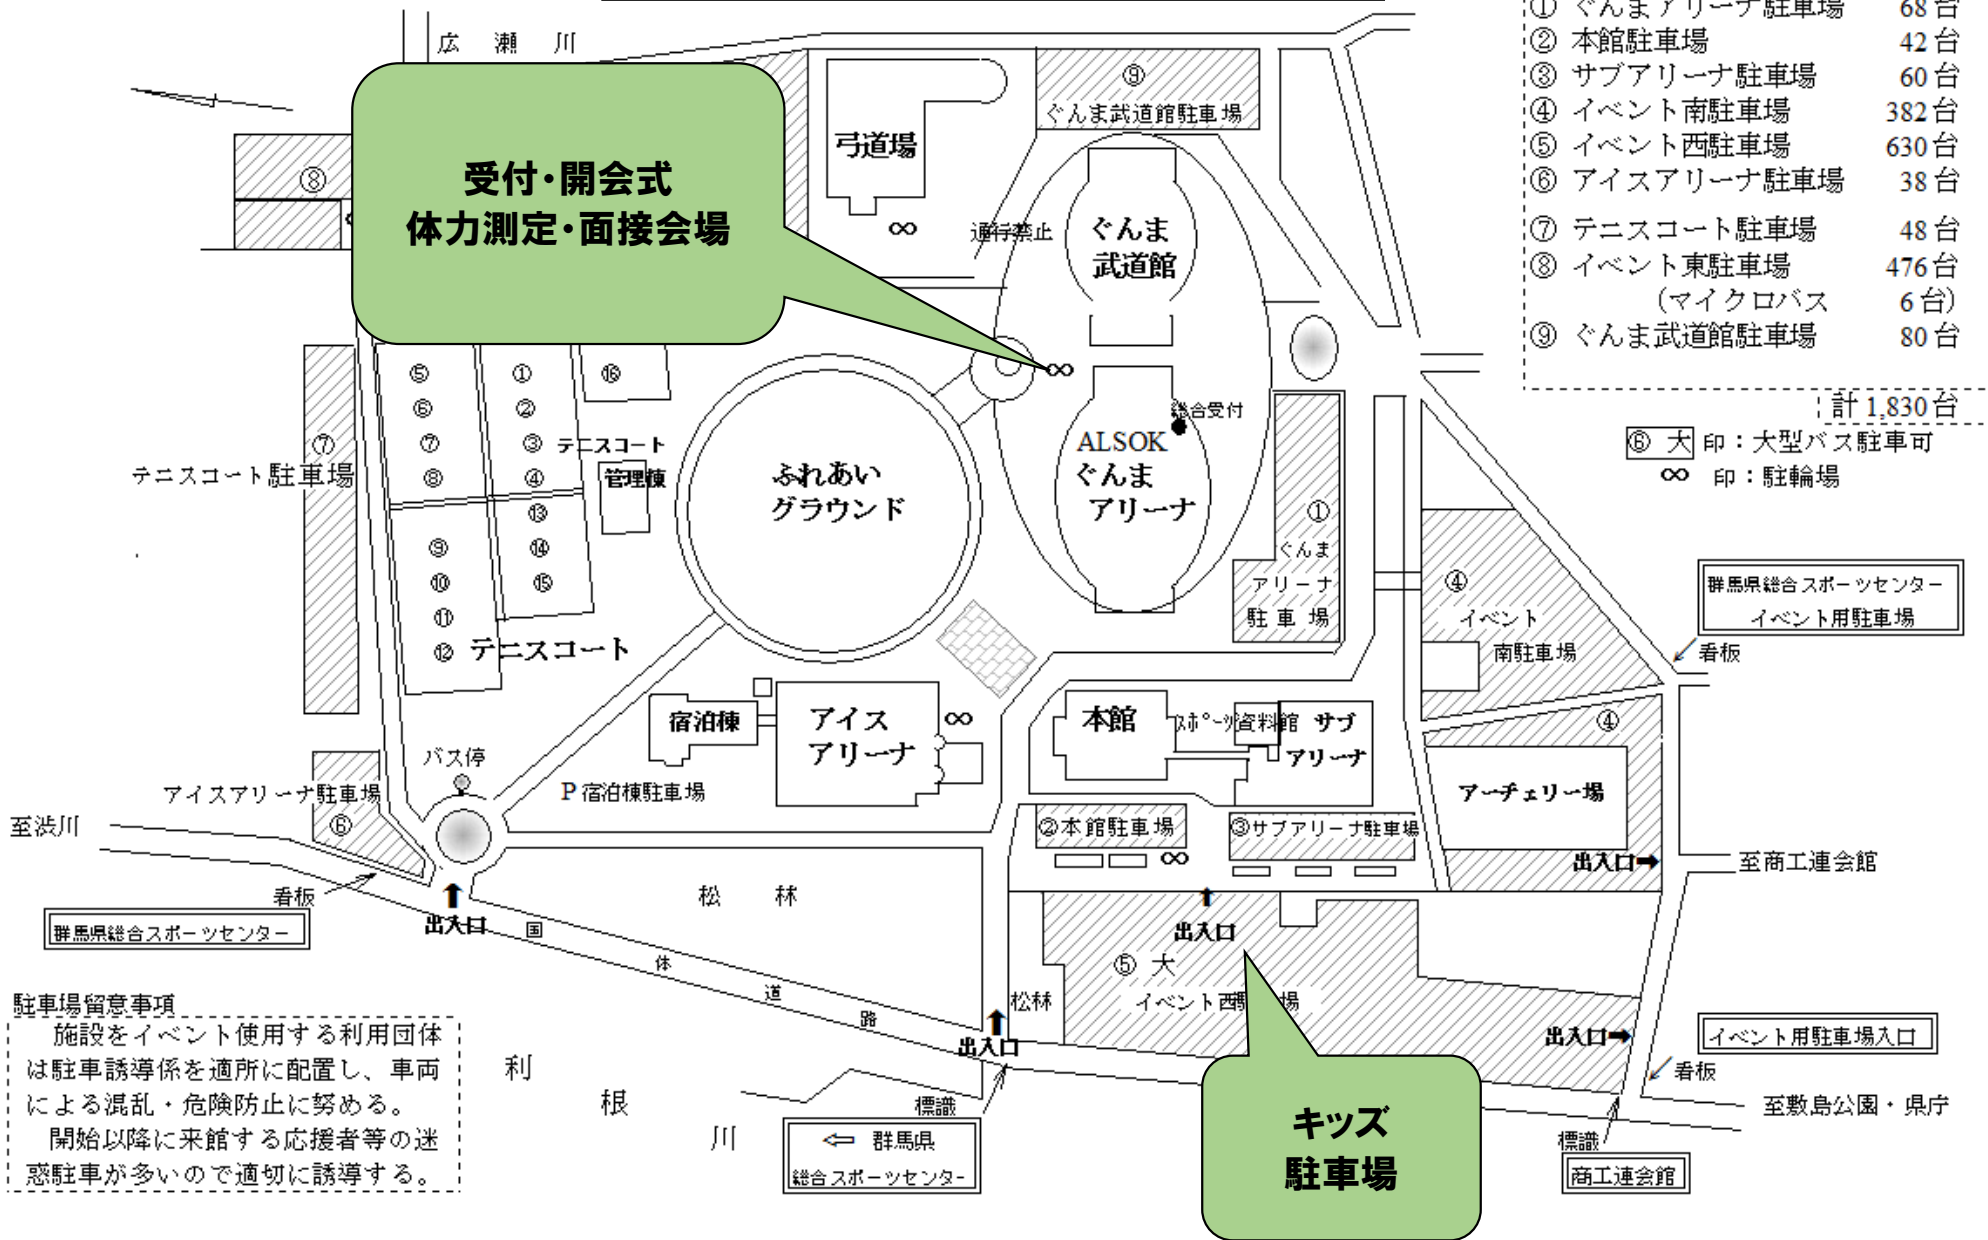 広 瀬 川
① ぐんまアリーナ駐車場 68台
② 本館駐車場 42台
③ サブアリーナ駐車場 60台
④ イベント南駐車場 382台
⑤ イベント西駐車場 630台
⑥ アイスアリーナ駐車場 38台
⑦ テニスコート駐車場 48台
⑧ イベント東駐車場 476台
(マイクロバス 6台)
⑨ ぐんま武道館駐車場 80台
計 1,830台
⑥ 大 印：大型バス駐車可
∞ 印：駐輪場
受付・開会式
体力測定・面接会場
⑧
弓道場
∞
⑨
ぐんま武道館駐車場
通行禁止
ぐんま
武道館
∞
総合受付
ALSOK
ぐんま
アリーナ
①
ぐんま
アリーナ
駐車場
⑤
⑥
⑦
⑧
①
②
③
④
⑯
テニスコート
管理棟
⑦
テニスコート駐車場
⑨
⑩
⑪
⑫
⑬
⑭
⑮
テニスコート
ふれあい
グラウンド
④
イベント
南駐車場
群馬県総合スポーツセンター
イベント用駐車場
看板
宿泊棟
アイス
アリーナ
∞
本館
スポーツ資料館
サブ
アリーナ
④
アーチェリー場
出入口
至商工連会館
バス停
P 宿泊棟駐車場
アイスアリーナ駐車場
⑥
至渋川
看板
群馬県総合スポーツセンター
出入口
②本館駐車場
∞
③サブアリーナ駐車場
松 林
国
体
道
路
出入口
⑤ 大
イベント西駐場
松林
出入口
出入口
イベント用駐車場入口
看板
至敷島公園・県庁
標識
商工連会館
キッズ
駐車場
標識
⇦ 群馬県
総合スポーツセンター
利
根
川
駐車場留意事項
施設をイベント使用する利用団体
は駐車誘導係を適所に配置し、車両
による混乱・危険防止に努める。
開始以降に来館する応援者等の迷
惑駐車が多いので適切に誘導する。